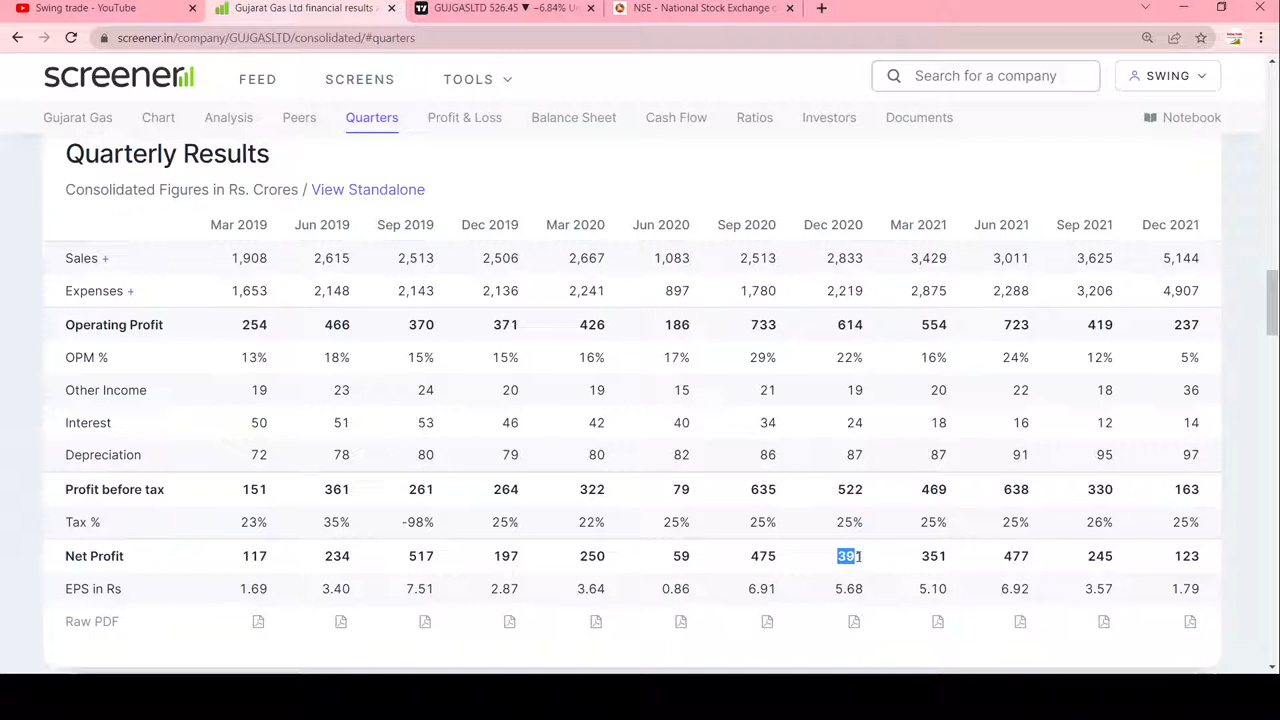 Swing trade - YouTube × Gujarat Gas Ltd financial results a × GUJGASLTD 526.45 ▼ −6.84% Un × NSE - National Stock Exchange o × +
screener.in/company/GUJGASLTD/consolidated/#quarters
screener FEED SCREENS TOOLS Search for a company SWING
Gujarat Gas Chart Analysis Peers Quarters Profit & Loss Balance Sheet Cash Flow Ratios Investors Documents Notebook
Quarterly Results
Consolidated Figures in Rs. Crores / View Standalone
Mar 2019 Jun 2019 Sep 2019 Dec 2019 Mar 2020 Jun 2020 Sep 2020 Dec 2020 Mar 2021 Jun 2021 Sep 2021 Dec 2021
Sales + 1,908 2,615 2,513 2,506 2,667 1,083 2,513 2,833 3,429 3,011 3,625 5,144
Expenses + 1,653 2,148 2,143 2,136 2,241 897 1,780 2,219 2,875 2,288 3,206 4,907
Operating Profit 254 466 370 371 426 186 733 614 554 723 419 237
OPM % 13% 18% 15% 15% 16% 17% 29% 22% 16% 24% 12% 5%
Other Income 19 23 24 20 19 15 21 19 20 22 18 36
Interest 50 51 53 46 42 40 34 24 18 16 12 14
Depreciation 72 78 80 79 80 82 86 87 87 91 95 97
Profit before tax 151 361 261 264 322 79 635 522 469 638 330 163
Tax % 23% 35% -98% 25% 22% 25% 25% 25% 25% 25% 26% 25%
Net Profit 117 234 517 197 250 59 475 391 351 477 245 123
EPS in Rs 1.69 3.40 7.51 2.87 3.64 0.86 6.91 5.68 5.10 6.92 3.57 1.79
Raw PDF